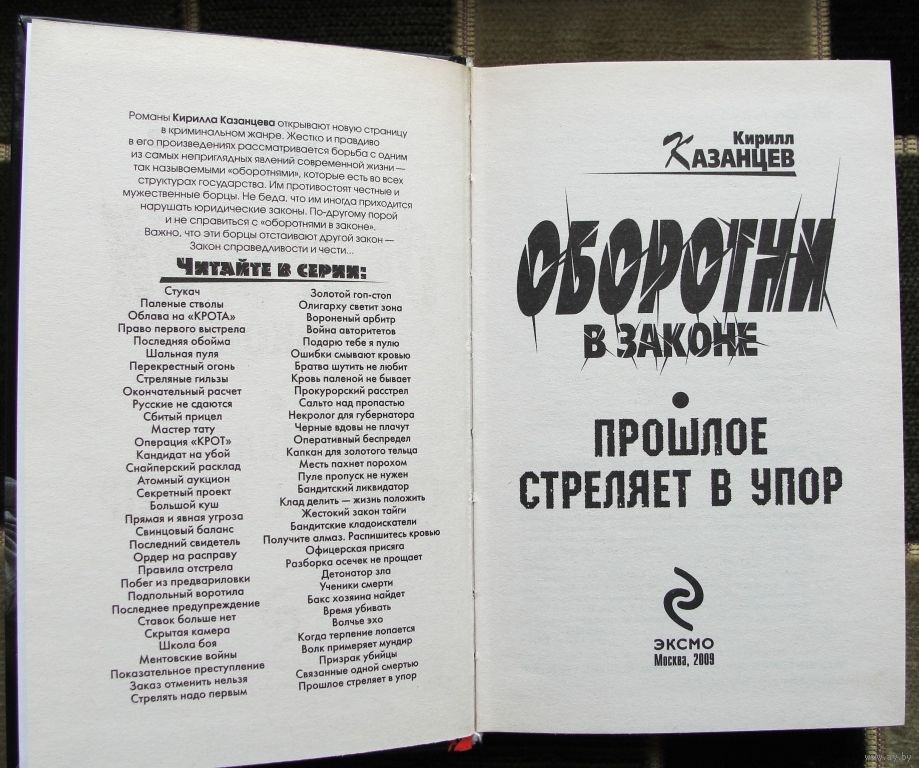 Романы Кирилла Казанцева открывают новую страницу
в криминальном жанре. Жестко и правдиво
в его произведениях рассматривается борьба с одним
из самых неприглядных явлений современной жизни —
так называемыми «оборотнями», которые есть во всех
структурах государства. Им противостоят честные и
мужественные борцы. Не беда, что им иногда приходится
нарушать юридические законы. По-другому порой
и не справиться с «оборотнями в законе».
Важно, что эти борцы отстаивают другой закон —
Закон справедливости и чести...
Читайте в серии:
Стукач
Паленые стволы
Облава на «КРОТА»
Право первого выстрела
Последняя обойма
Шальная пуля
Перекрестный огонь
Стреляные гильзы
Окончательный расчет
Русские не сдаются
Сбитый прицел
Мастер тату
Операция «КРОТ»
Кандидат на убой
Снайперский расклад
Атомный аукцион
Секретный проект
Большой куш
Прямая и явная угроза
Свинцовый баланс
Последний свидетель
Ордер на расправу
Правила отстрела
Побег из предвариловки
Подпольный воротила
Последнее предупреждение
Ставок больше нет
Скрытая камера
Школа боя
Ментовские войны
Показательное преступление
Заказ отменить нельзя
Стрелять надо первым
Золотой гоп-стоп
Олигарху светит зона
Вороненый арбитр
Война авторитетов
Подарю тебе я пулю
Ошибки смывают кровью
Братва шутить не любит
Кровь паленой не бывает
Прокурорский расстрел
Сальто над пропастью
Некролог для губернатора
Черные вдовы не плачут
Оперативный беспредел
Капкан для золотого тельца
Месть пахнет порохом
Пуле пропуск не нужен
Бандитский ликвидатор
Клад делить — жизнь положить
Жестокий закон тайги
Бандитские кладоискатели
Получите алмаз. Распишитесь кровью
Офицерская присяга
Разборка осечек не прощает
Детонатор зла
Ученики смерти
Бакс хозяина найдет
Время убивать
Волчье эхо
Когда терпение лопается
Волк примеряет мундир
Призрак убийцы
Связанные одной смертью
Прошлое стреляет в упор
Кирилл
Казанцев
Оборотни
в законе
Прошлое
стреляет в упор
ЭКСМО
Москва, 2009
www.ay.by